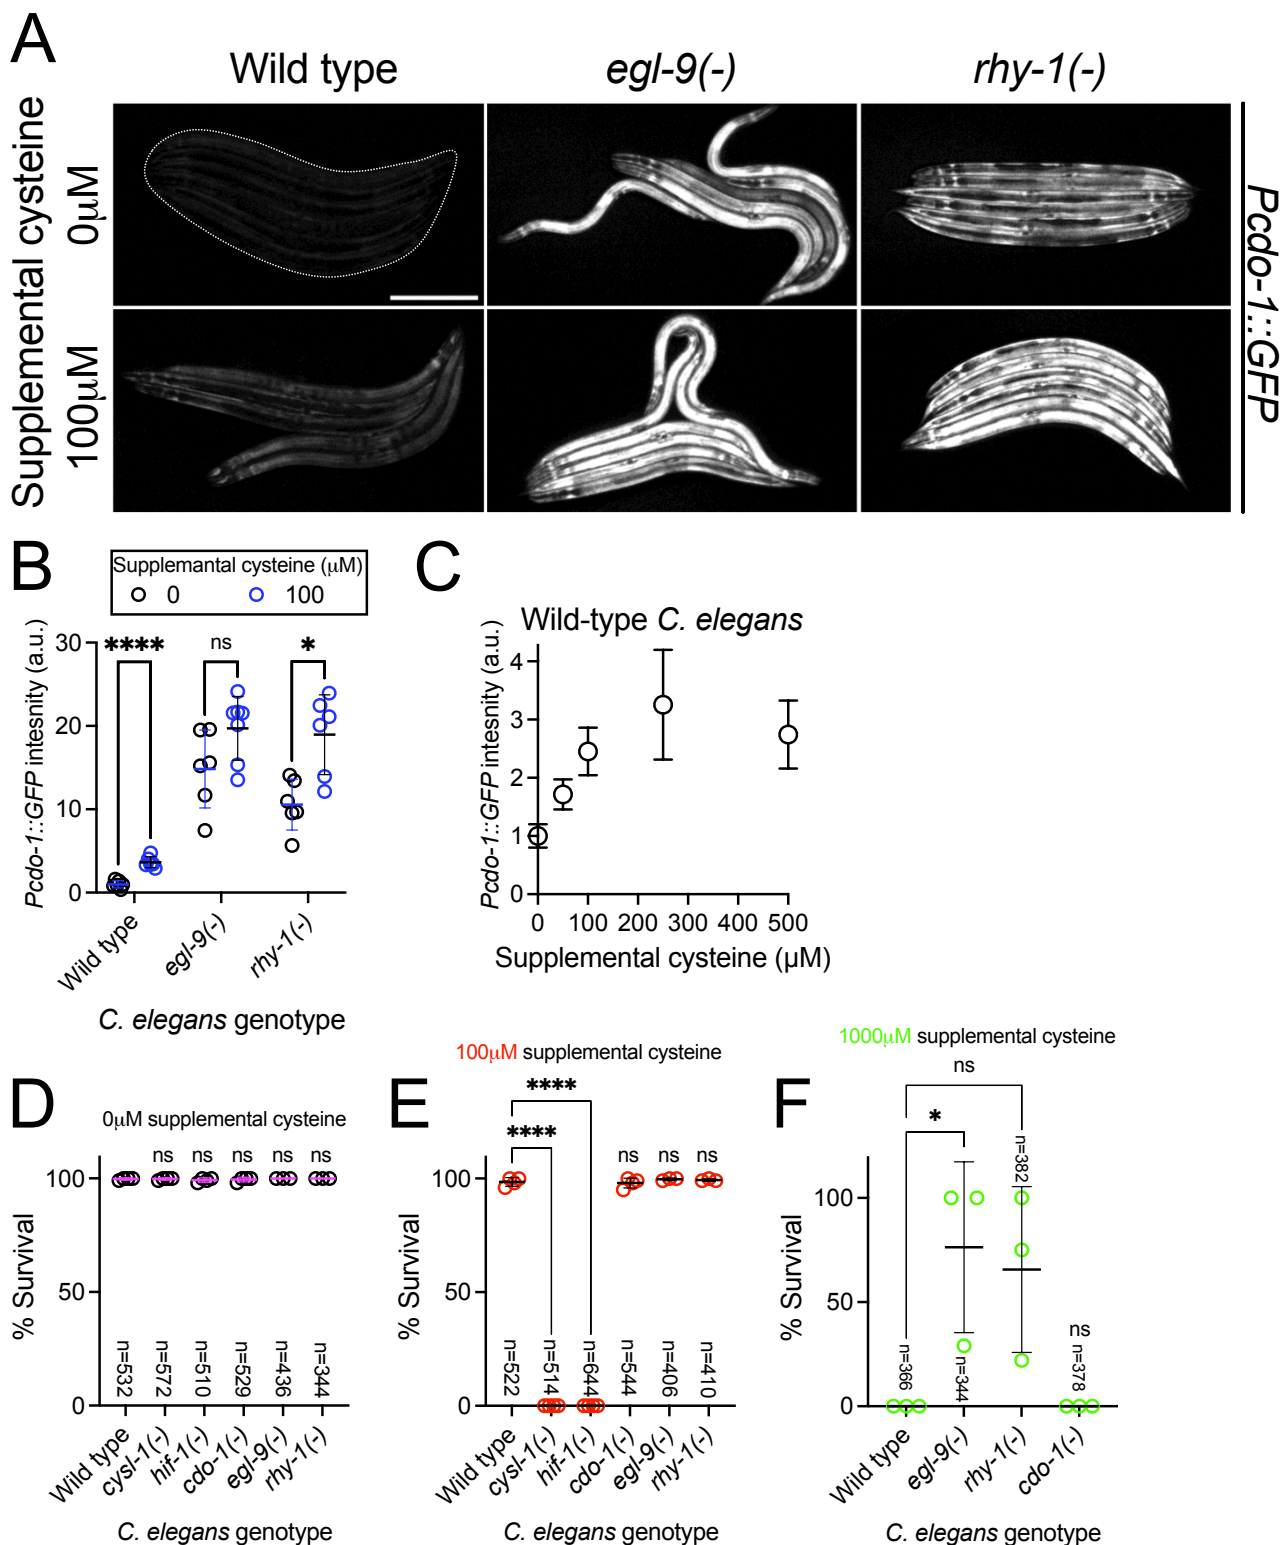 A
Wild type
egl-9(-)
rhy-1(-)
Supplemental cysteine
0μM
100μM
Pcdo-1::GFP
B
Supplemantal cysteine (μM)
0
100
Pcdo-1::GFP intesnity (a.u.)
30
20
10
0
****
ns
*
Wild type
egl-9(-)
rhy-1(-)
C. elegans genotype
C
Wild-type C. elegans
Pcdo-1::GFP intesnity (a.u.)
4
3
2
1
0
0 100 200 300 400 500
Supplemental cysteine (μM)
D
0μM supplemental cysteine
ns ns ns ns ns
% Survival
100
50
0
n=532
n=572
n=510
n=529
n=436
n=344
Wild type
cysl-1(-)
hif-1(-)
cdo-1(-)
egl-9(-)
rhy-1(-)
C. elegans genotype
E
100μM supplemental cysteine
****
****
ns ns ns
% Survival
100
50
0
n=522
n=514
n=644
n=544
n=406
n=410
Wild type
cysl-1(-)
hif-1(-)
cdo-1(-)
egl-9(-)
rhy-1(-)
C. elegans genotype
F
1000μM supplemental cysteine
ns
*
ns
% Survival
100
50
0
n=366
n=344
n=382
n=378
Wild type
egl-9(-)
rhy-1(-)
cdo-1(-)
C. elegans genotype